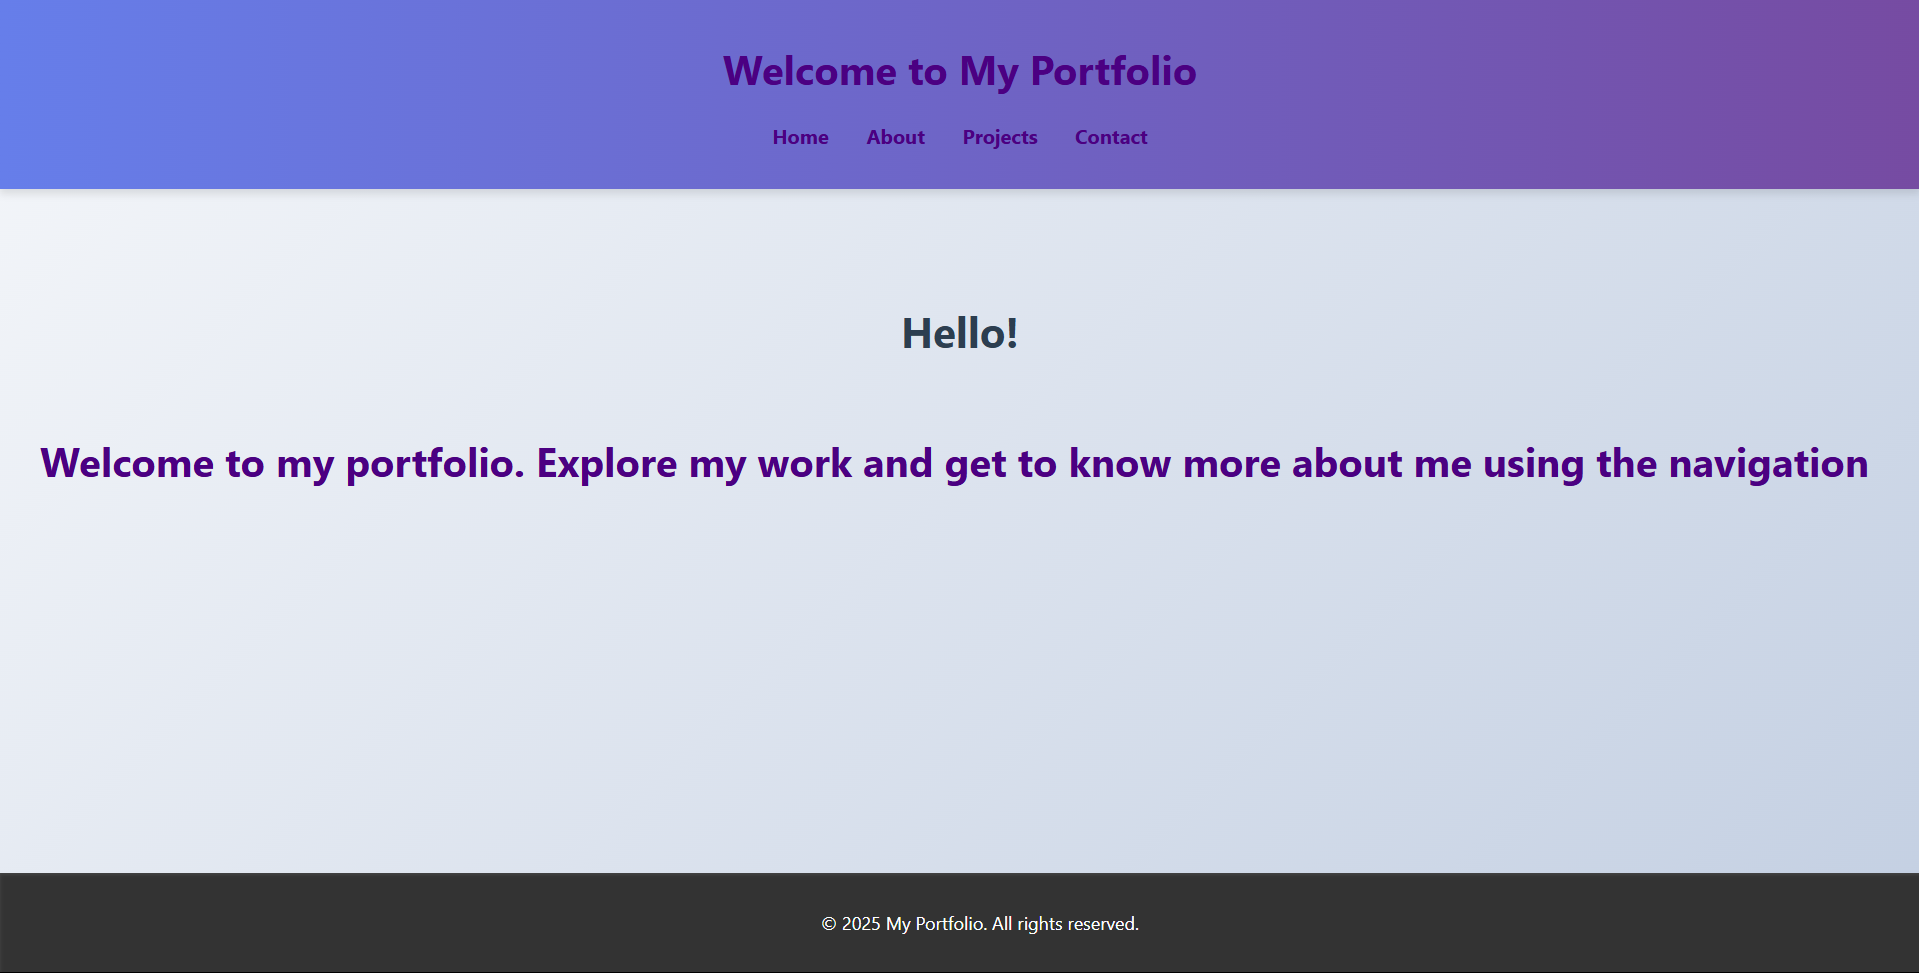 Welcome to My Portfolio
Home About Projects Contact
Hello!
Welcome to my portfolio. Explore my work and get to know more about me using the navigation
© 2025 My Portfolio. All rights reserved.